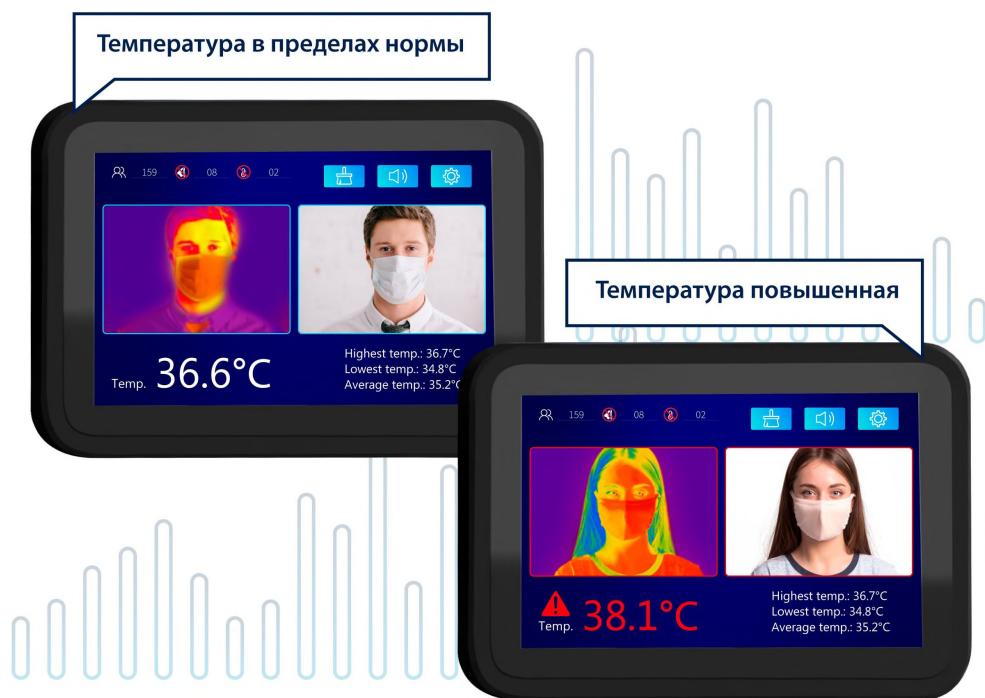 Температура в пределах нормы
159 08 02
Temp. 36.6°C
Highest temp.: 36.7°C
Lowest temp.: 34.8°C
Average temp.: 35.2°C
Температура повышенная
159 08 02
Temp. 38.1°C
Highest temp.: 36.7°C
Lowest temp.: 34.8°C
Average temp.: 35.2°C